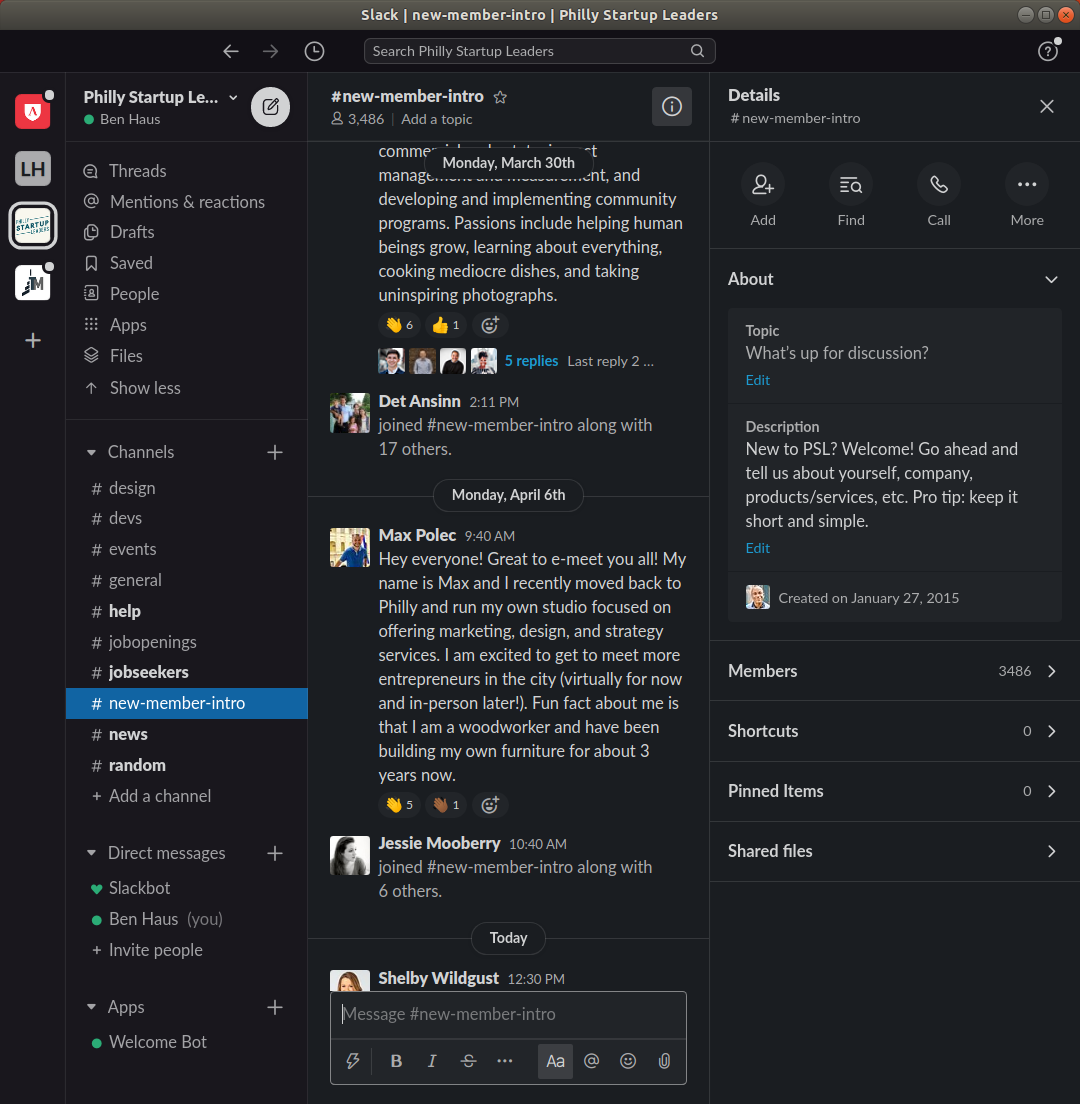 Slack | new-member-intro | Philly Startup Leaders
Search Philly Startup Leaders
LH
PHILLY
STARTUP
LEADERS
Philly Startup Le...
Ben Haus
Threads
Mentions & reactions
Drafts
Saved
People
Apps
Files
Show less
Channels
# design
# devs
# events
# general
# help
# jobopenings
# jobseekers
# new-member-intro
# news
# random
+ Add a channel
Direct messages
Slackbot
Ben Haus (you)
+ Invite people
Apps
Welcome Bot
#new-member-intro
3,486 | Add a topic
Monday, March 30th
management and measurement, and
developing and implementing community
programs. Passions include helping human
beings grow, learning about everything,
cooking mediocre dishes, and taking
uninspiring photographs.
6 1
5 replies Last reply 2 ...
Det Ansinn 2:11 PM
joined #new-member-intro along with
17 others.
Monday, April 6th
Max Polec 9:40 AM
Hey everyone! Great to e-meet you all! My
name is Max and I recently moved back to
Philly and run my own studio focused on
offering marketing, design, and strategy
services. I am excited to get to meet more
entrepreneurs in the city (virtually for now
and in-person later!). Fun fact about me is
that I am a woodworker and have been
building my own furniture for about 3
years now.
5 1
Jessie Mooberry 10:40 AM
joined #new-member-intro along with
6 others.
Today
Shelby Wildgust 12:30 PM
Message #new-member-intro
B I S ... Aa @
Details
# new-member-intro
Add Find Call More
About
Topic
What's up for discussion?
Edit
Description
New to PSL? Welcome! Go ahead and
tell us about yourself, company,
products/services, etc. Pro tip: keep it
short and simple.
Edit
Created on January 27, 2015
Members 3486
Shortcuts 0
Pinned Items 0
Shared files